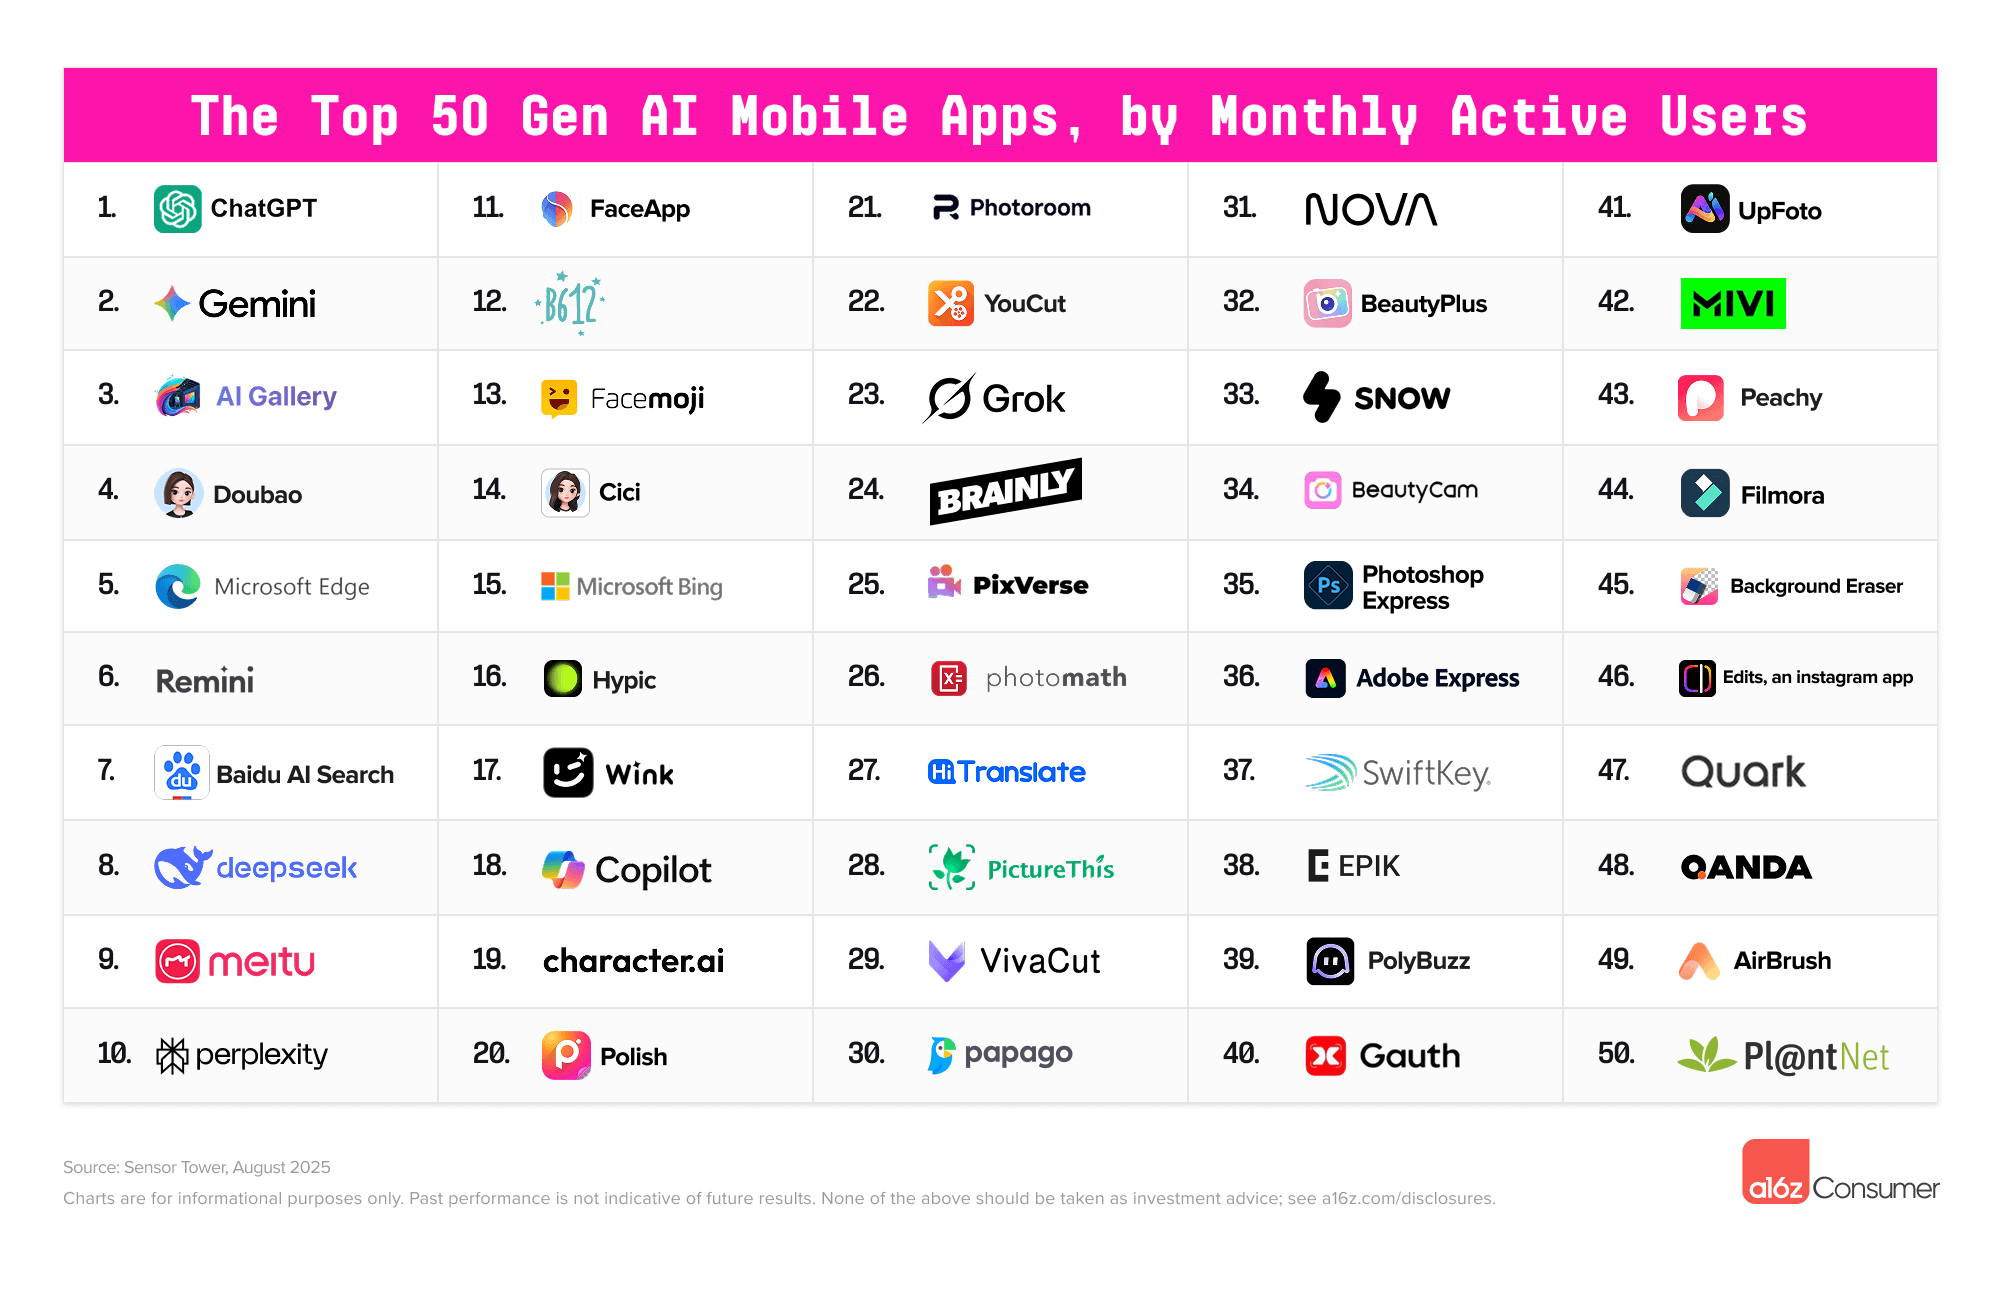 The Top 50 Gen AI Mobile Apps, by Monthly Active Users
1. ChatGPT
2. Gemini
3. AI Gallery
4. Doubao
5. Microsoft Edge
6. Remini
7. du Baidu AI Search
8. deepseek
9. meitu
10. perplexity
11. FaceApp
12. B612
13. Facemoji
14. Cici
15. Microsoft Bing
16. Hypic
17. Wink
18. Copilot
19. character.ai
20. Polish
21. Photoroom
22. YouCut
23. Grok
24. BRAINLY
25. PixVerse
26. photomath
27. Hi Translate
28. PictureThis
29. VivaCut
30. papago
31. NOVA
32. BeautyPlus
33. SNOW
34. BeautyCam
35. Ps Photoshop
Express
36. Adobe Express
37. SwiftKey®
38. EPIK
39. PolyBuzz
40. Gauth
41. UpFoto
42. MIVI
43. Peachy
44. Filmora
45. Background Eraser
46. Edits, an instagram app
47. Quark
48. QANDA
49. AirBrush
50. Pl@ntNet
Source: Sensor Tower, August 2025
Charts are for informational purposes only. Past performance is not indicative of future results. None of the above should be taken as investment advice; see a16z.com/disclosures.
a16z Consumer